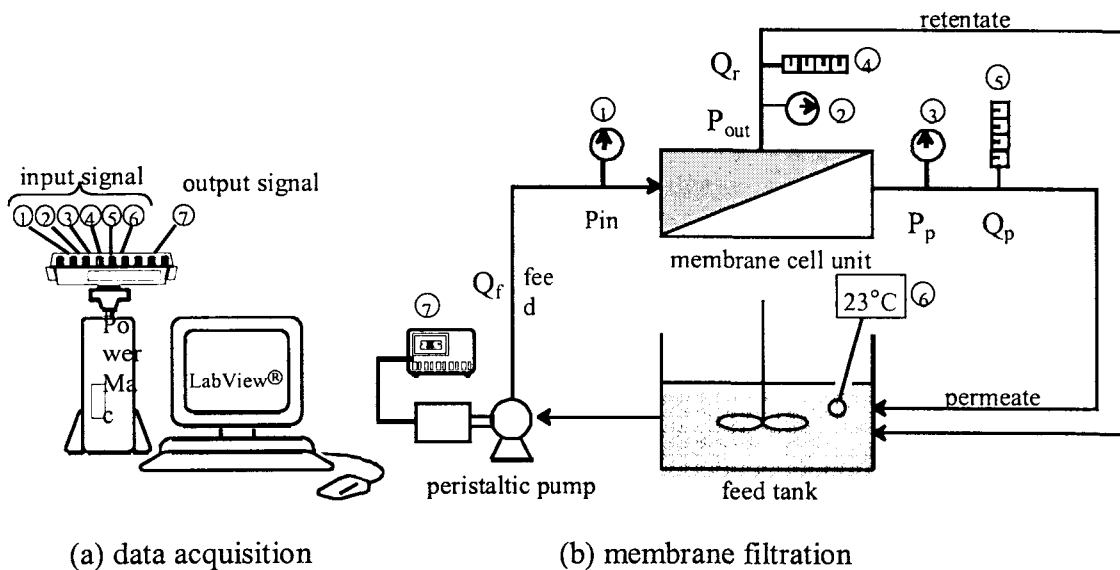 input signal
output signal
① ② ③ ④ ⑤ ⑥ ⑦
Po
wer
Ma
c
LabView®
(a) data acquisition
retentate
Qr
④
Pout
②
①
Pin
③
Pp
⑤
Qp
membrane cell unit
Qf
fee
d
⑦
23°C
⑥
permeate
peristaltic pump
feed tank
(b) membrane filtration